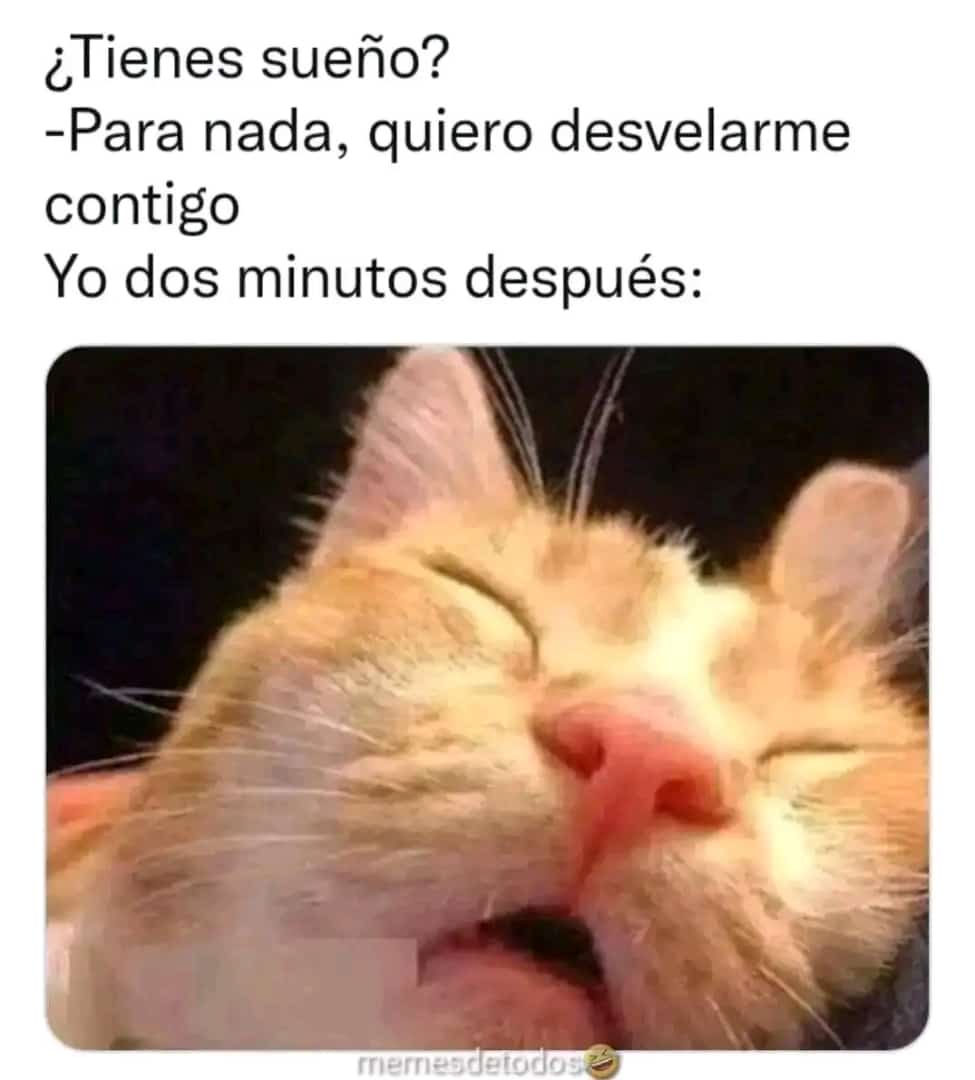 ¿Tienes sueño?
-Para nada, quiero desvelarme
contigo
Yo dos minutos después:
memesdetodos🤣